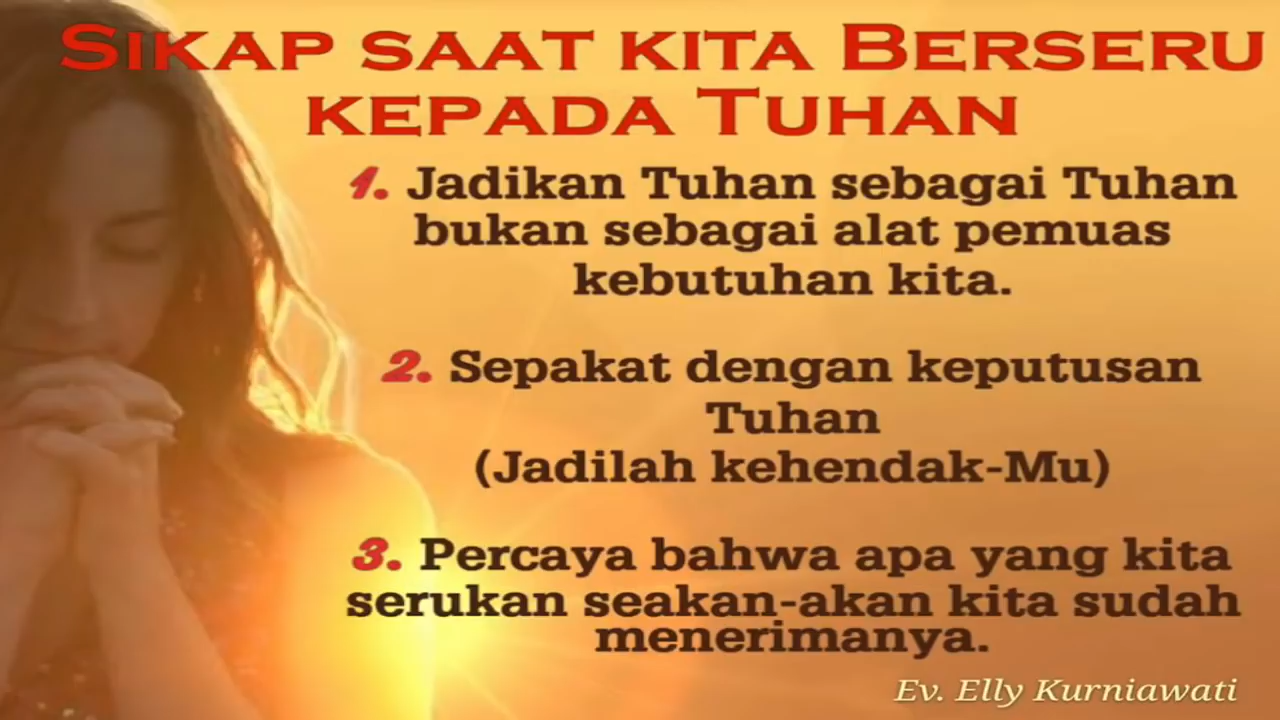 Sikap saat kita Berseru
kepada Tuhan
1. Jadikan Tuhan sebagai Tuhan
bukan sebagai alat pemuas
kebutuhan kita.
2. Sepakat dengan keputusan
Tuhan
(Jadilah kehendak-Mu)
3. Percaya bahwa apa yang kita
serukan seakan-akan kita sudah
menerimanya.
Ev. Elly Kurniawati